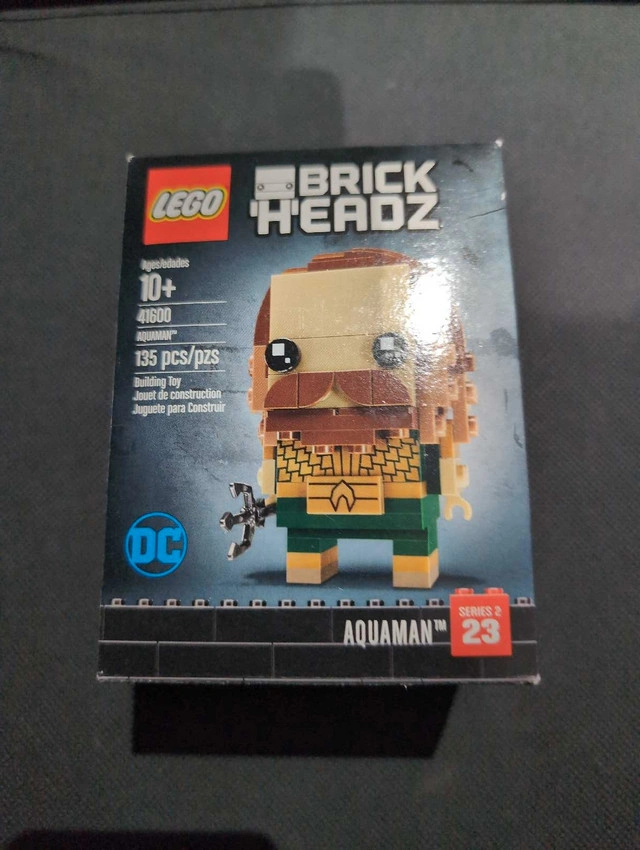 LEGO
BRICK
HEADZ
Ages/edades
10+
41600
AQUAMAN™
135 pcs/pzs
Building Toy
Jouet de construction
Juguete para Construir
DC
AQUAMAN™
SERIES 2
23